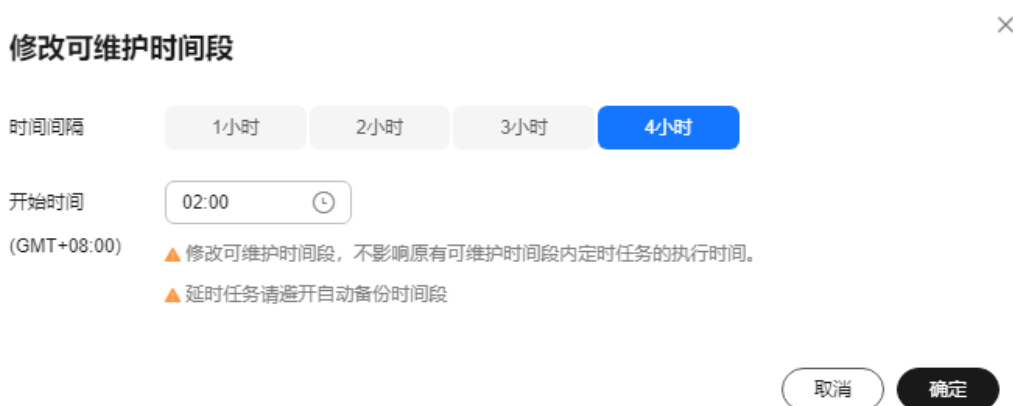 修改可维护时间段
时间间隔 1小时 2小时 3小时 4小时
开始时间 02:00
(GMT+08:00)
修改可维护时间段，不影响原有可维护时间段内定时任务的执行时间。
延时任务请避开自动备份时间段
取消 确定